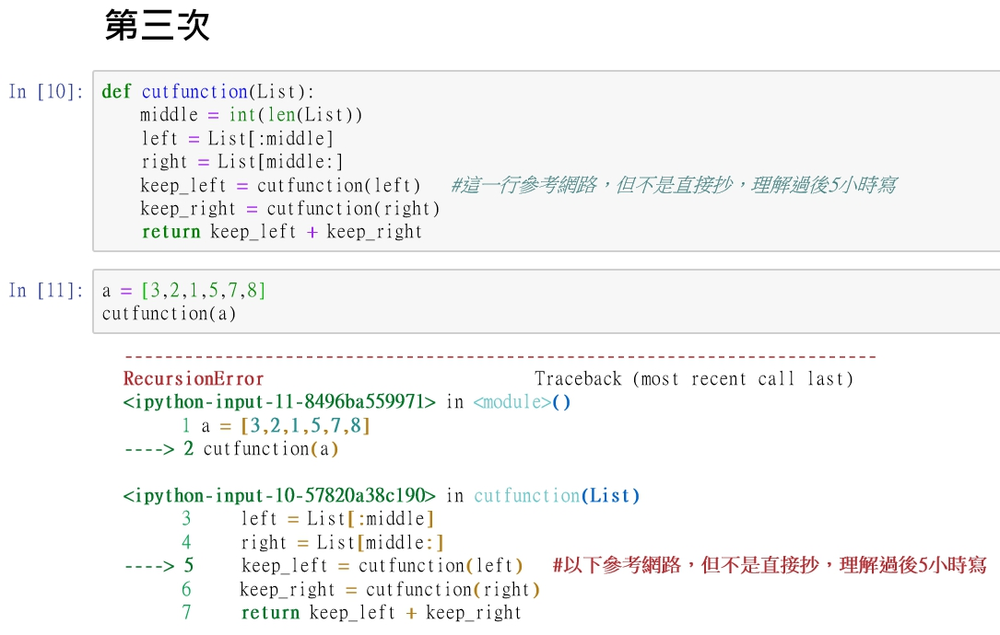 第三次
In [10]: def cutfunction(List):
middle = int(len(List))
left = List[:middle]
right = List[middle:]
keep_left = cutfunction(left) #這一行參考網路，但不是直接抄，理解過後5小時寫
keep_right = cutfunction(right)
return keep_left + keep_right
In [11]: a = [3,2,1,5,7,8]
cutfunction(a)
---------------------------------------------------------------------------
RecursionError Traceback (most recent call last)
<ipython-input-11-8496ba559971> in <module>()
1 a = [3,2,1,5,7,8]
----> 2 cutfunction(a)
<ipython-input-10-57820a38c190> in cutfunction(List)
3 left = List[:middle]
4 right = List[middle:]
----> 5 keep_left = cutfunction(left) #以下參考網路，但不是直接抄，理解過後5小時寫
6 keep_right = cutfunction(right)
7 return keep_left + keep_right